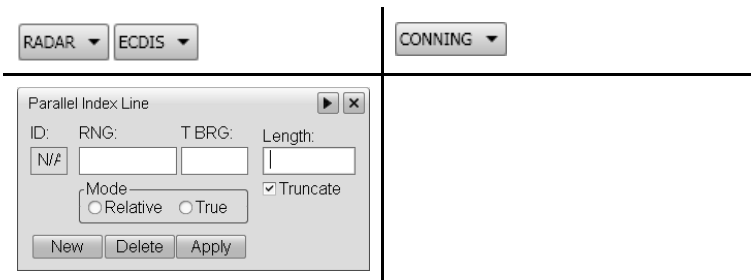 RADAR ECDIS CONNING
Parallel Index Line
ID: RNG: T BRG: Length:
N/A
Mode Truncate
Relative True
New Delete Apply